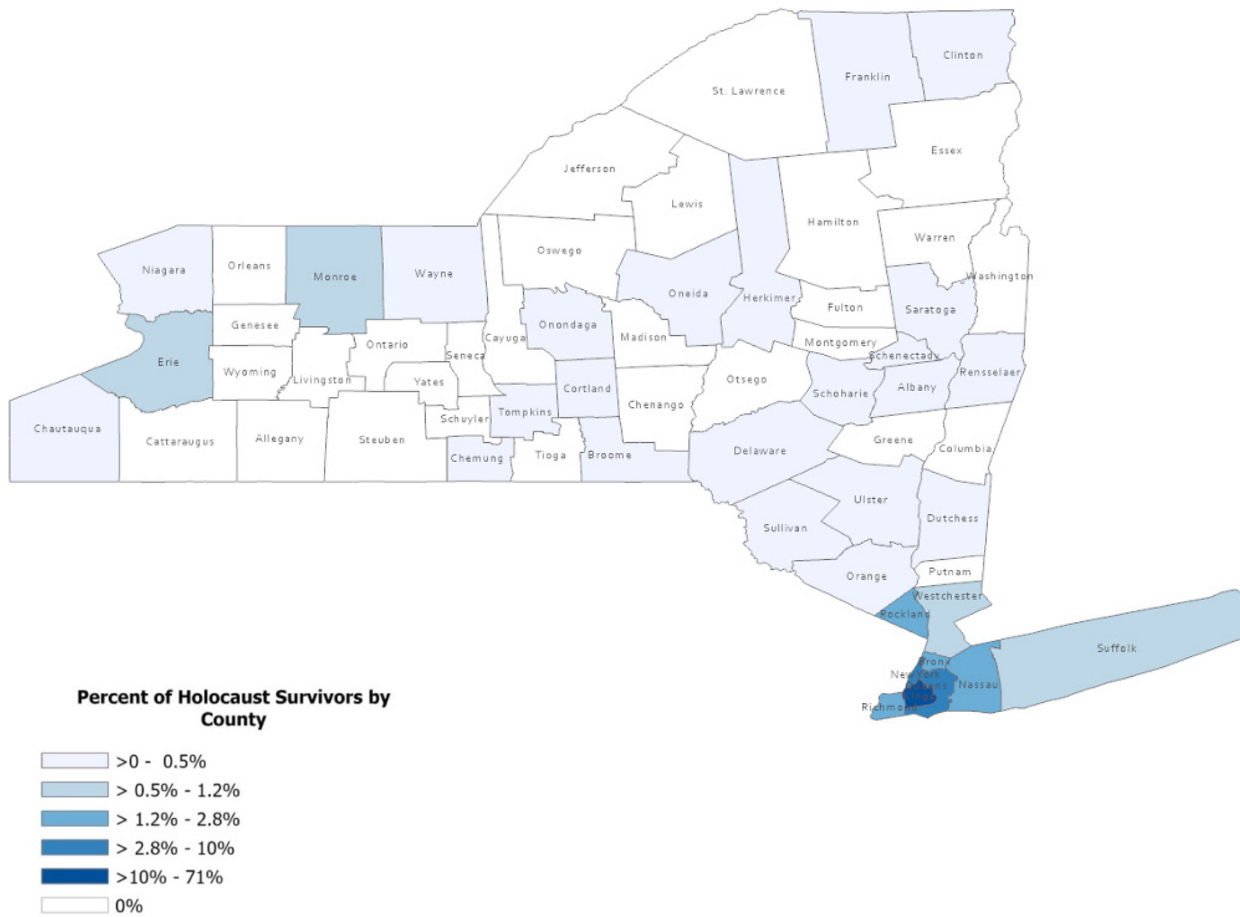 Clinton
Franklin
St. Lawrence
Essex
Jefferson
Lewis
Hamilton
Warren
Oswego
Washington
Niagara
Orleans
Monroe
Wayne
Oneida
Herkimer
Fulton
Saratoga
Onondaga
Madison
Genesee
Cayuga
Ontario
Seneca
Montgomery
Schenectady
Erie
Wyoming
Livingston
Yates
Otsego
Rensselaer
Cortland
Schoharie
Albany
Chenango
Tompkins
Schuyler
Chautauqua
Cattaraugus
Allegany
Steuben
Greene
Columbia
Delaware
Chemung
Tioga
Broome
Ulster
Dutchess
Sullivan
Putnam
Orange
Westchester
Rockland
Suffolk
Bronx
New York
Queens
Nassau
Kings
Richmond
Percent of Holocaust Survivors by
County
>0 - 0.5%
> 0.5% - 1.2%
> 1.2% - 2.8%
> 2.8% - 10%
>10% - 71%
0%